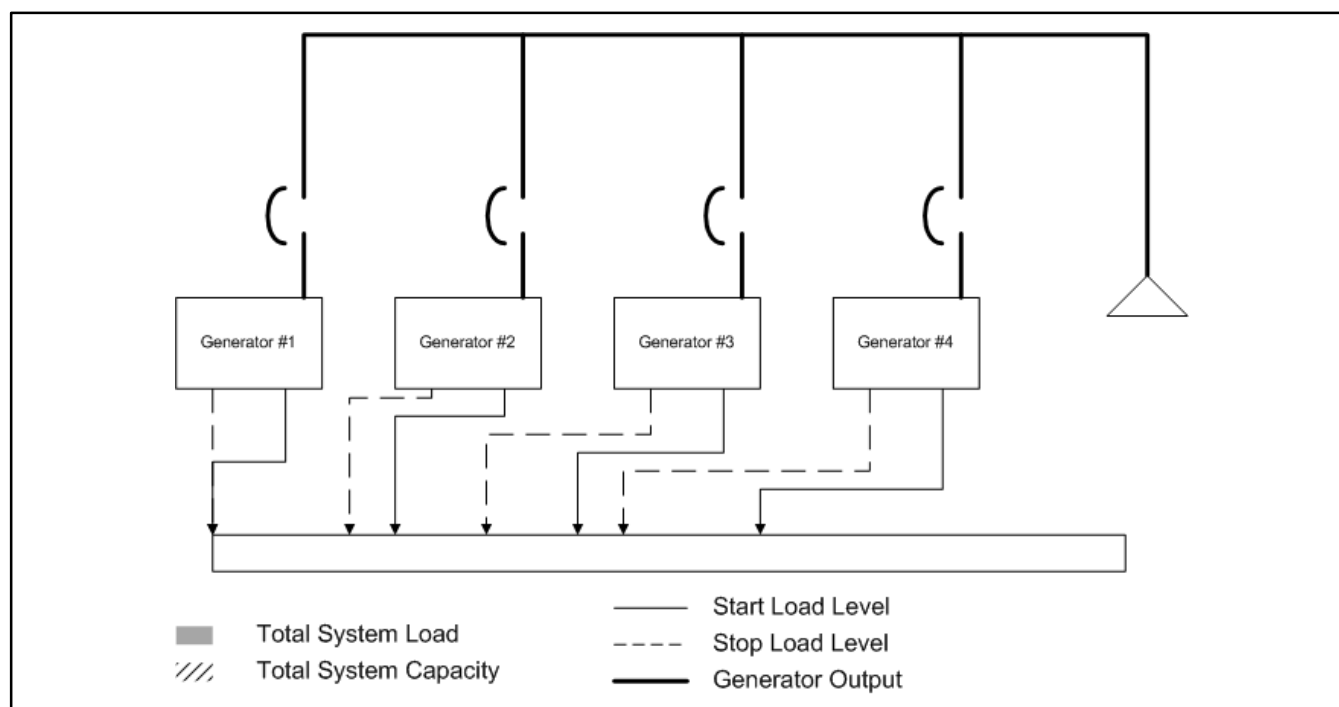 Generator #1
Generator #2
Generator #3
Generator #4
Total System Load
Total System Capacity
Start Load Level
Stop Load Level
Generator Output